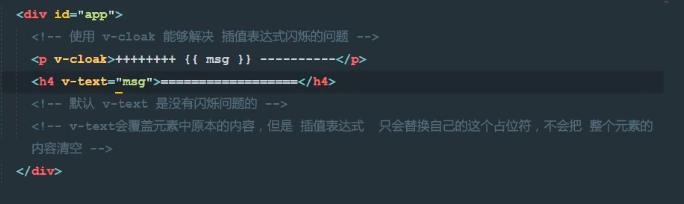 <div id="app">
<!-- 使用 v-cloak 能够解决 插值表达式闪烁的问题 -->
<p v-cloak>++++++++ {{ msg }} ----------</p>
<h4 v-text="msg">==================</h4>
<!-- 默认 v-text 是没有闪烁问题的 -->
<!-- v-text会覆盖元素中原本的内容，但是 插值表达式  只会替换自己的这个占位符，不会把 整个元素的
内容清空 -->
</div>